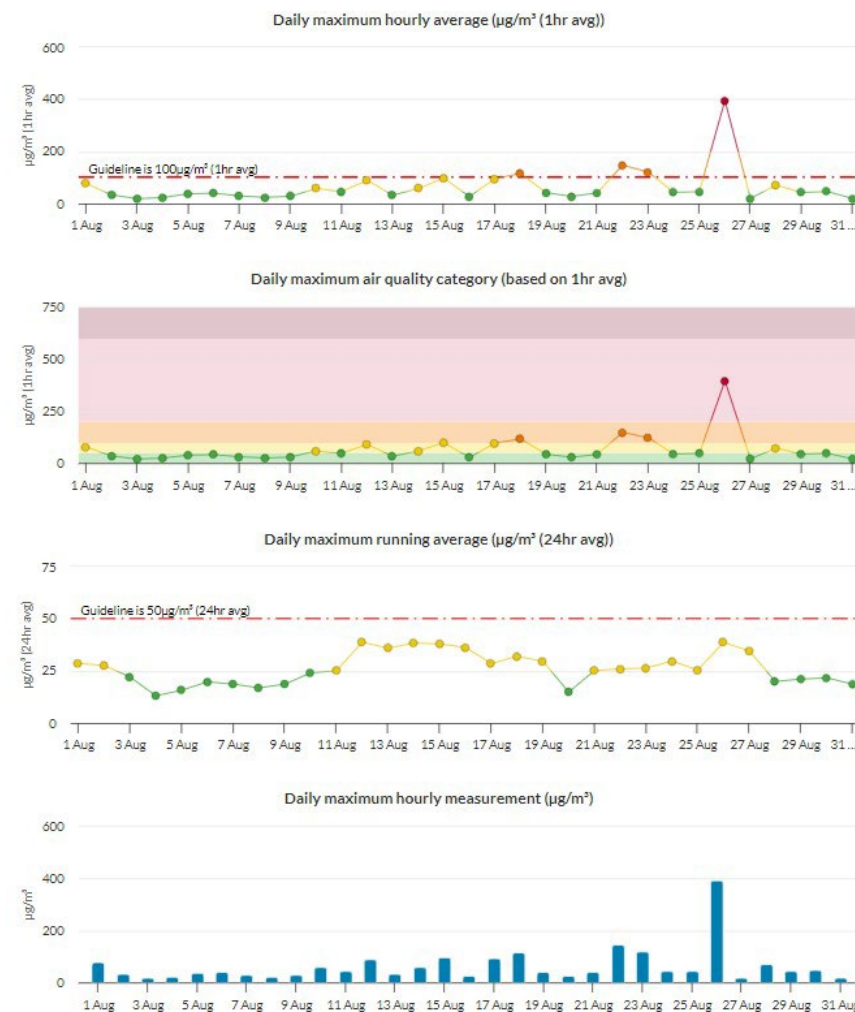 Daily maximum hourly average (µg/m³ (1hr avg))
600
400
200
0
µg/m³ (1hr avg)
Guideline is 100µg/m³ (1hr avg)
1 Aug 3 Aug 5 Aug 7 Aug 9 Aug 11 Aug 13 Aug 15 Aug 17 Aug 19 Aug 21 Aug 23 Aug 25 Aug 27 Aug 29 Aug 31 ...
Daily maximum air quality category (based on 1hr avg)
750
500
250
0
µg/m³ (1hr avg)
1 Aug 3 Aug 5 Aug 7 Aug 9 Aug 11 Aug 13 Aug 15 Aug 17 Aug 19 Aug 21 Aug 23 Aug 25 Aug 27 Aug 29 Aug 31 ...
Daily maximum running average (µg/m³ (24hr avg))
75
50
25
0
µg/m³ (24hr avg)
Guideline is 50µg/m³ (24hr avg)
1 Aug 3 Aug 5 Aug 7 Aug 9 Aug 11 Aug 13 Aug 15 Aug 17 Aug 19 Aug 21 Aug 23 Aug 25 Aug 27 Aug 29 Aug 31 ...
Daily maximum hourly measurement (µg/m³)
600
400
200
0
µg/m³
1 Aug 3 Aug 5 Aug 7 Aug 9 Aug 11 Aug 13 Aug 15 Aug 17 Aug 19 Aug 21 Aug 23 Aug 25 Aug 27 Aug 29 Aug 31 Aug